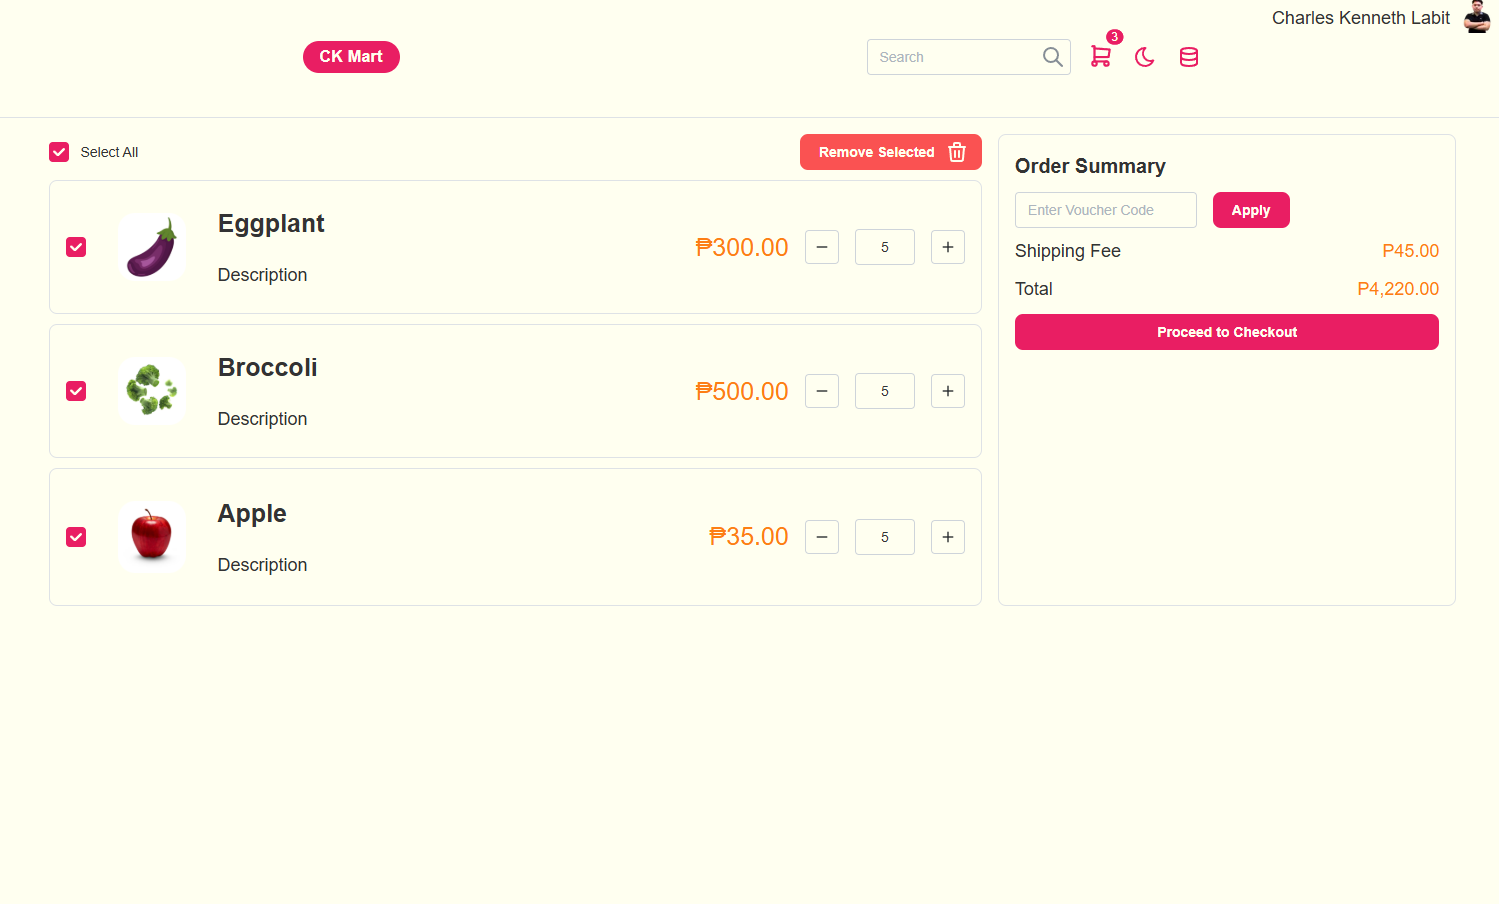 Charles Kenneth Labit
CK Mart
Search
3
Select All
Remove Selected
Eggplant
Description
₱300.00
5
Broccoli
Description
₱500.00
5
Apple
Description
₱35.00
5
Order Summary
Enter Voucher Code
Apply
Shipping Fee
P45.00
Total
P4,220.00
Proceed to Checkout